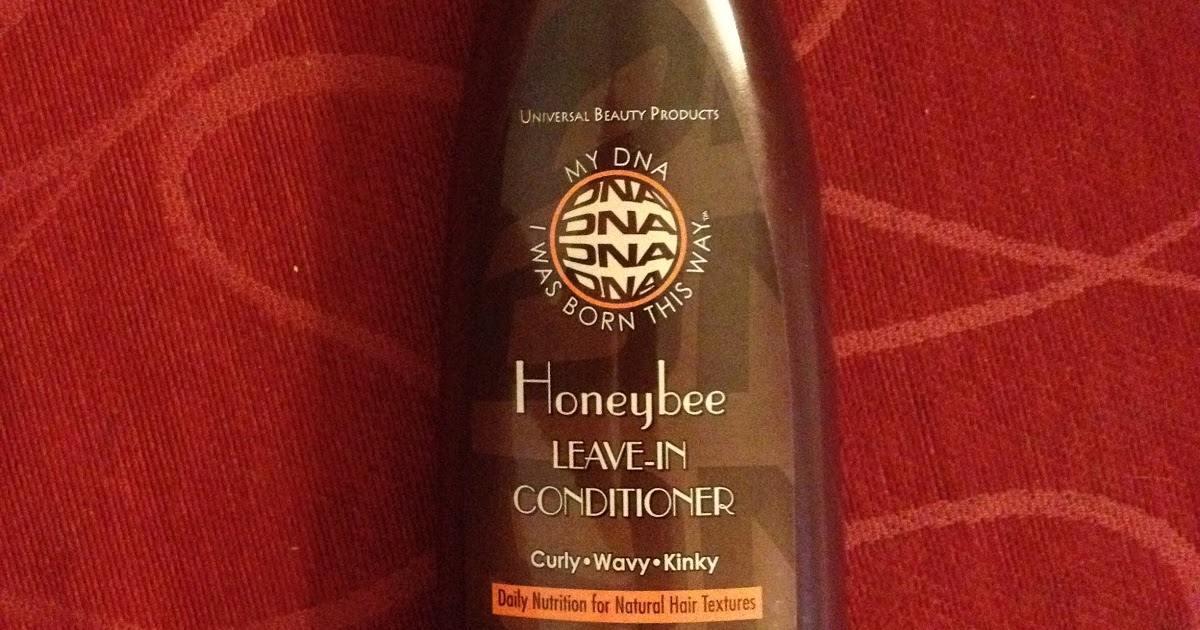 Universal Beauty Products
MY DNA
I WAS BORN THIS WAY™
DNA
DNA
DNA
DNA
Honeybee
LEAVE-IN
CONDITIONER
Curly•Wavy•Kinky
Daily Nutrition for Natural Hair Textures